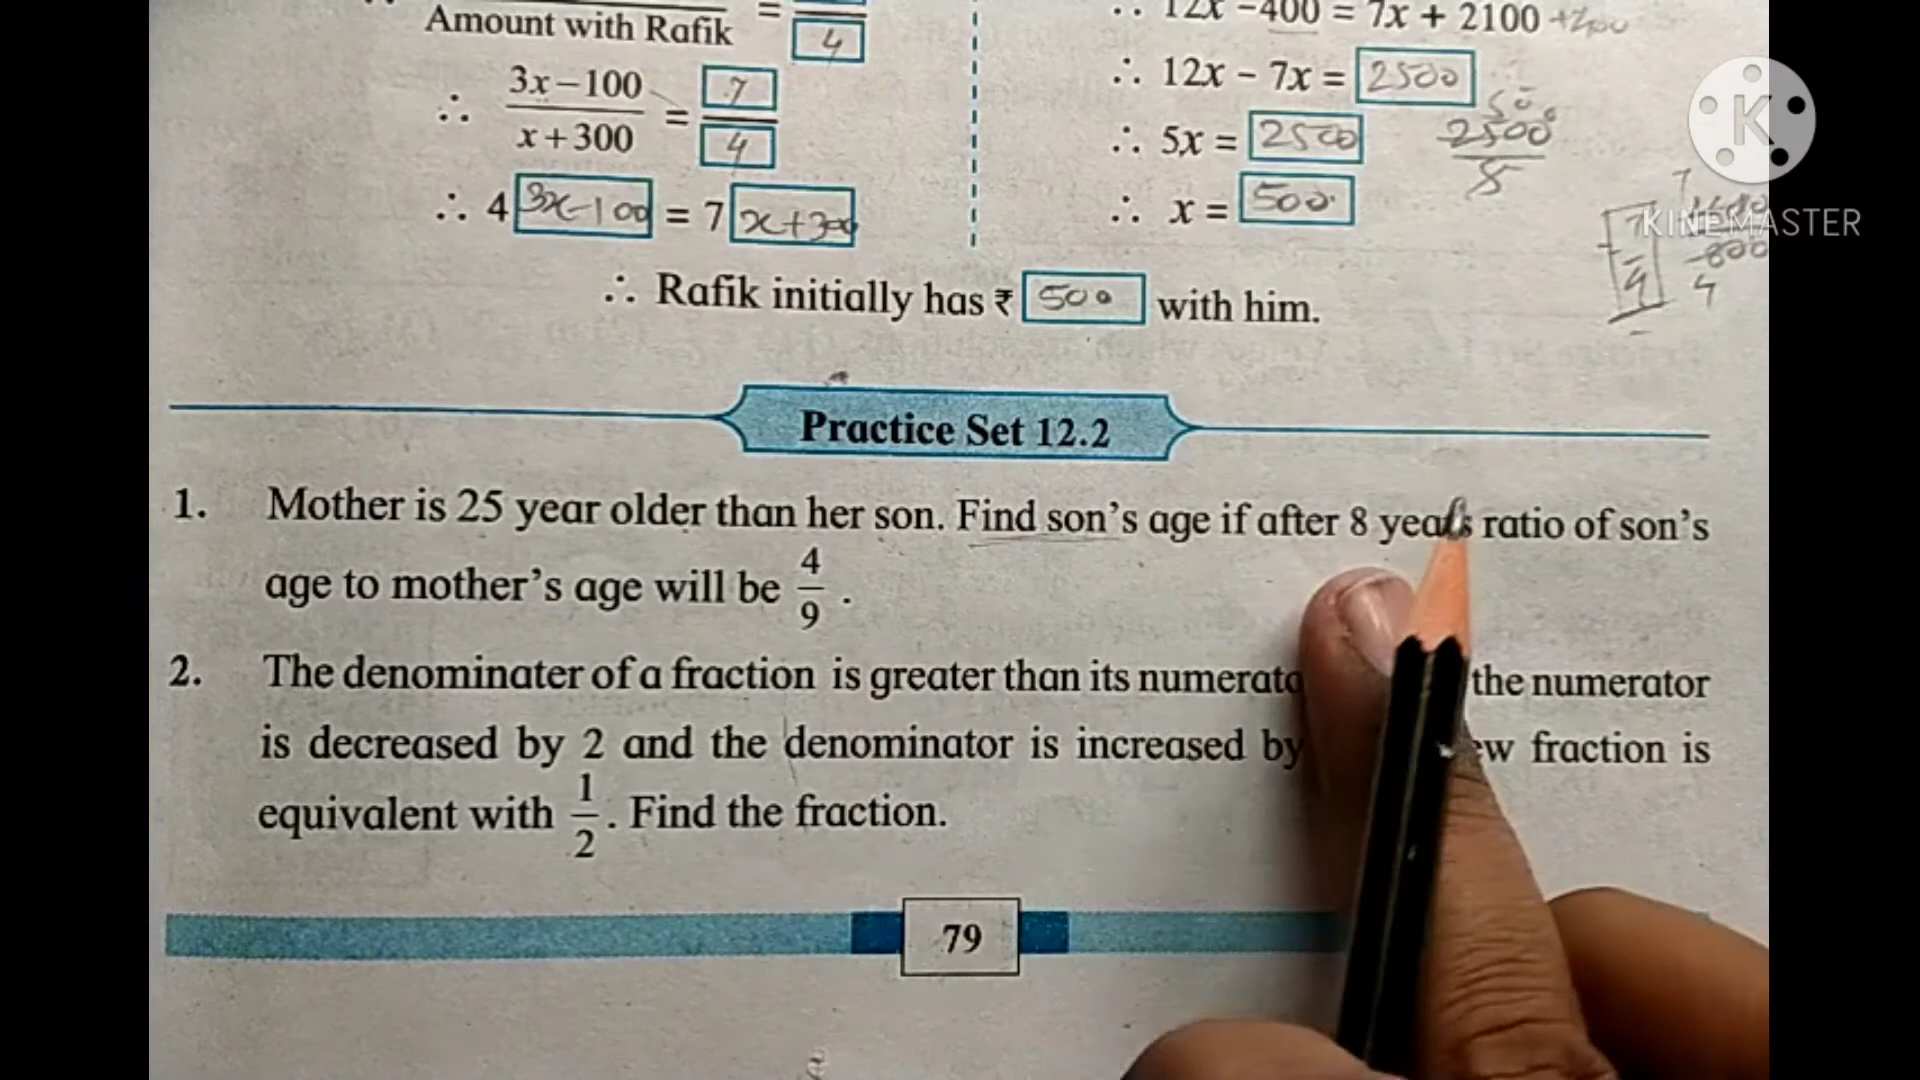 Amount with Rafik = 4
∴ 12x − 400 = 7x + 2100
∴ (3x − 100)/(x + 300) = 7/4
∴ 12x − 7x = 2500
∴ 5x = 2500
2500
∴ 4 3x-100 = 7 x+300
∴ x = 500
∴ Rafik initially has ₹ 500 with him.
K
KINEMASTER
Practice Set 12.2
1. Mother is 25 year older than her son. Find son's age if after 8 years ratio of son's
age to mother's age will be 4/9 .
2. The denominater of a fraction is greater than its the numerator
is decreased by 2 and the denominator is increased by fraction is
equivalent with 1/2 . Find the fraction.
79